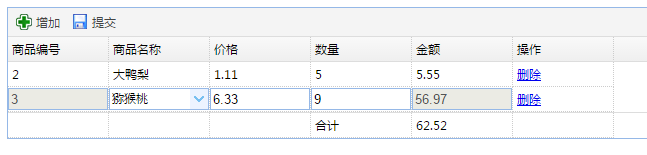 增加 提交
商品编号 商品名称 价格 数量 金额 操作
2 大鸭梨 1.11 5 5.55 删除
3 猕猴桃 6.33 9 56.97 删除
合计 62.52